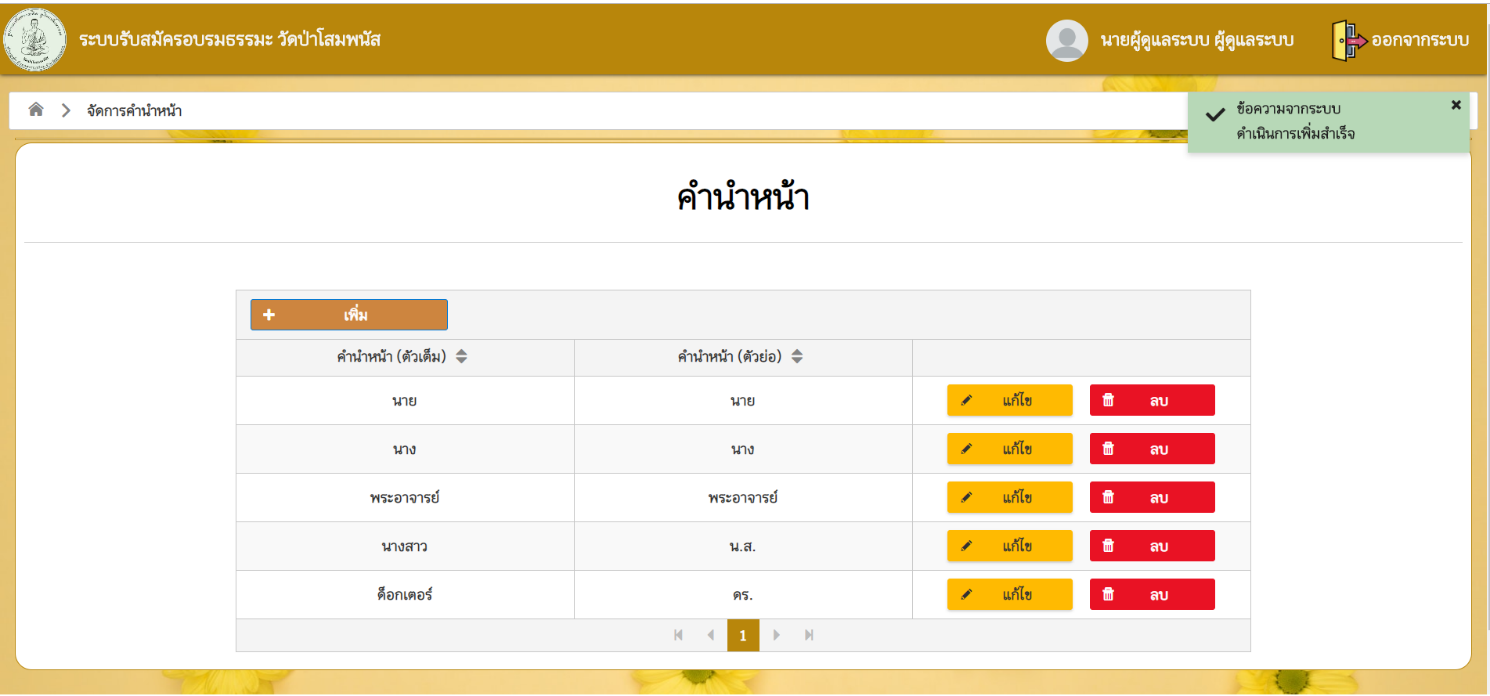 ระบบรับสมัครอบรมธรรมะ วัดป่าโสมพนัส
นายผู้ดูแลระบบ ผู้ดูแลระบบ
ออกจากระบบ
จัดการคำนำหน้า
ข้อความจากระบบ
ดำเนินการเพิ่มสำเร็จ
คำนำหน้า
เพิ่ม
คำนำหน้า (ตัวเต็ม) คำนำหน้า (ตัวย่อ)
นาย นาย แก้ไข ลบ
นาง นาง แก้ไข ลบ
พระอาจารย์ พระอาจารย์ แก้ไข ลบ
นางสาว น.ส. แก้ไข ลบ
ด็อกเตอร์ ดร. แก้ไข ลบ
1